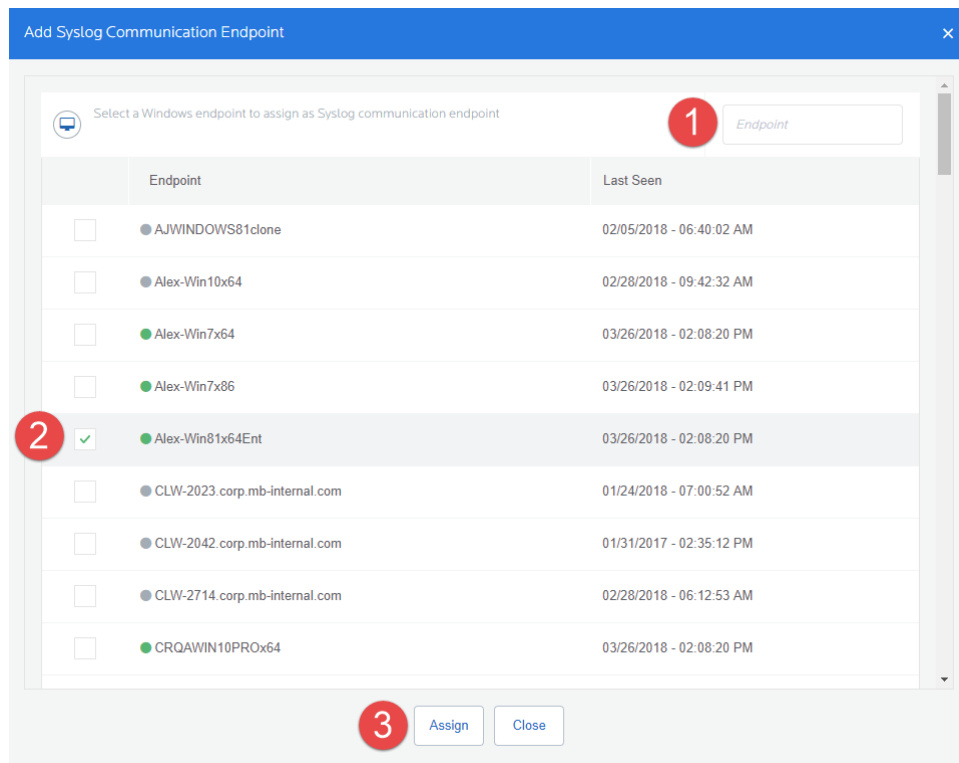 Add Syslog Communication Endpoint ×
Select a Windows endpoint to assign as Syslog communication endpoint
1 Endpoint
Endpoint Last Seen
AJWINDOWS81clone 02/05/2018 - 06:40:02 AM
Alex-Win10x64 02/28/2018 - 09:42:32 AM
Alex-Win7x64 03/26/2018 - 02:08:20 PM
Alex-Win7x86 03/26/2018 - 02:09:41 PM
2 Alex-Win81x64Ent 03/26/2018 - 02:08:20 PM
CLW-2023.corp.mb-internal.com 01/24/2018 - 07:00:52 AM
CLW-2042.corp.mb-internal.com 01/31/2017 - 02:35:12 PM
CLW-2714.corp.mb-internal.com 02/28/2018 - 06:12:53 AM
CRQAWIN10PROx64 03/26/2018 - 02:08:20 PM
3 Assign Close